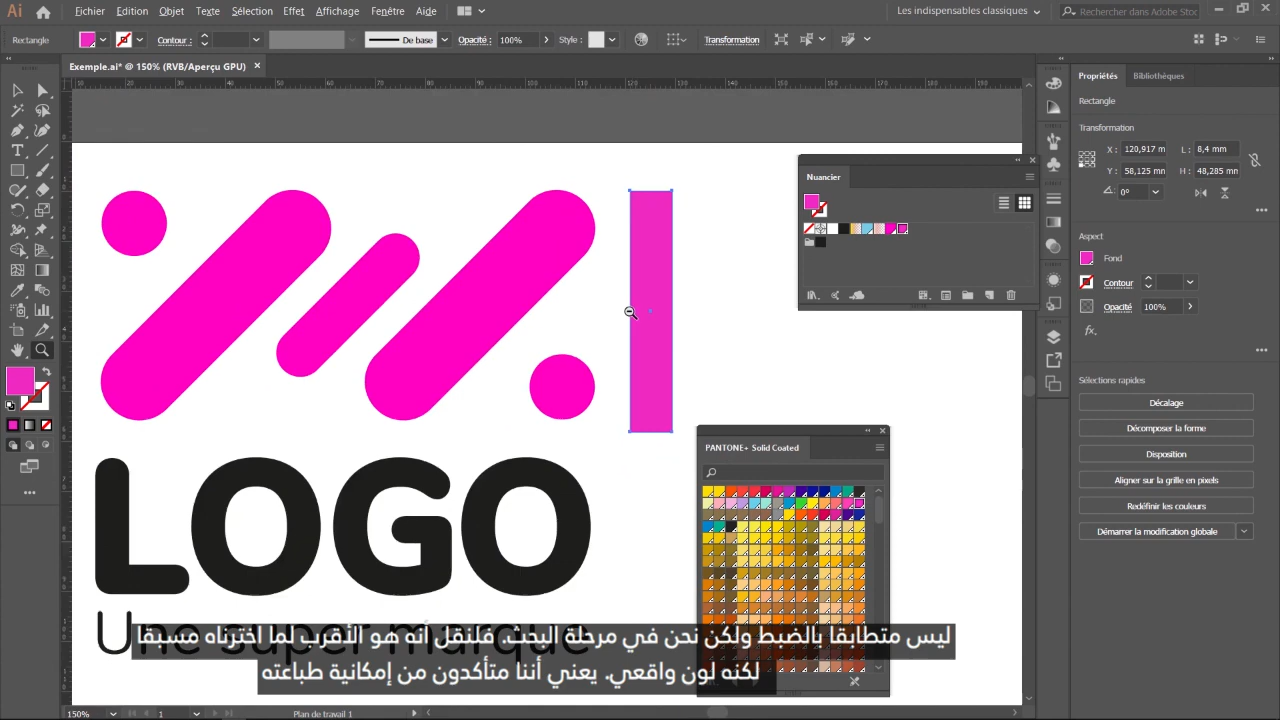 Ai Fichier Edition Objet Texte Sélection Effet Affichage Fenêtre Aide Les indispensables classiques Rechercher dans Adobe Stoc
Rectangle Contour : De base Opacité : 100% Style : Transformation
Exemple.ai* @ 150% (RVB/Aperçu GPU)
Propriétés Bibliothèques
Rectangle
Transformation
X : 120,917 m L : 8,4 mm
Y : 58,125 mn H : 48,285 mm
0°
Aspect
Fond
Contour
Opacité 100%
fx.
Sélections rapides
Décalage
Décomposer la forme
Disposition
Aligner sur la grille en pixels
Redéfinir les couleurs
Démarrer la modification globale
Nuancier
PANTONE+ Solid Coated
LOGO
Une super marque
ليس متطابقا بالضبط ولكن نحن في مرحلة البحث، فلنقل أنه هو الأقرب لما اخترناه مسبقا
لكنه لون واقعي. يعني أننا متأكدون من إمكانية طباعته
150% 1 Plan de travail 1